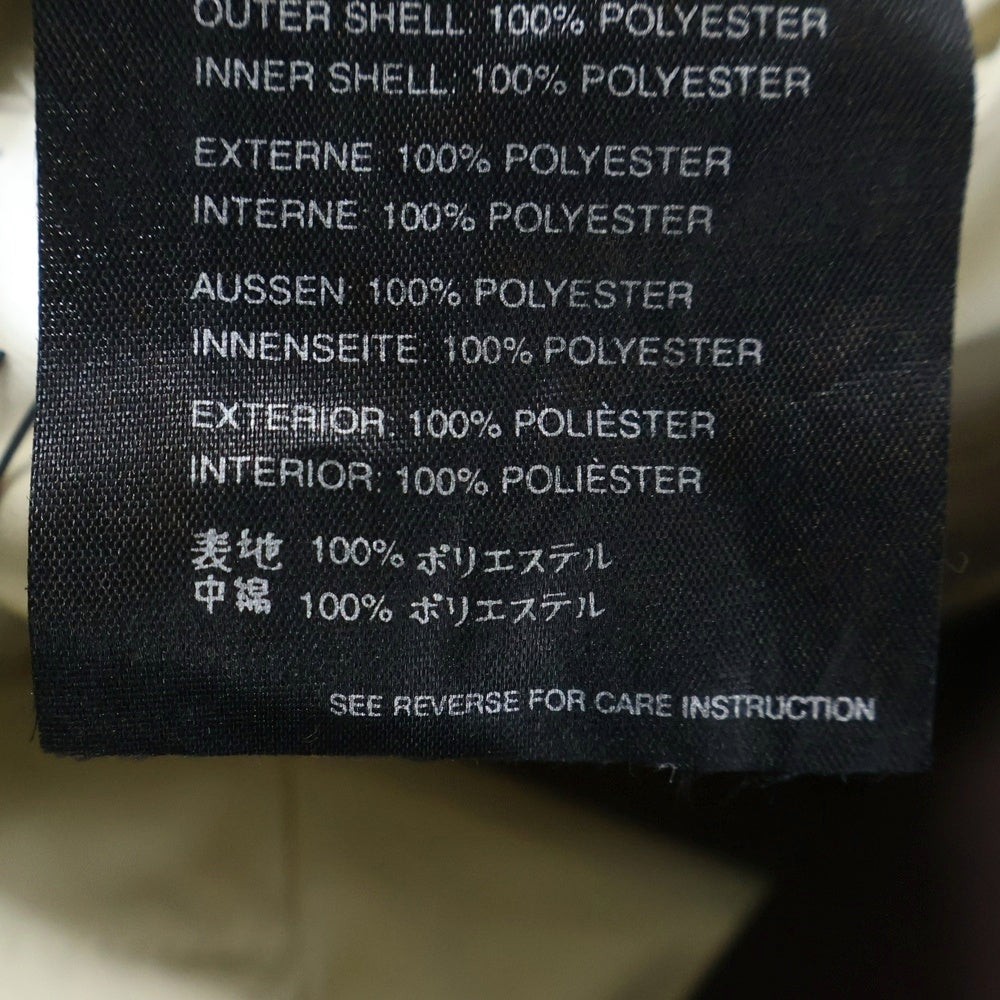 OUTER SHELL: 100% POLYESTER
INNER SHELL: 100% POLYESTER
EXTERNE: 100% POLYESTER
INTERNE: 100% POLYESTER
AUSSEN: 100% POLYESTER
INNENSEITE: 100% POLYESTER
EXTERIOR: 100% POLIÈSTER
INTERIOR: 100% POLIÈSTER
表地 100% ポリエステル
中綿 100% ポリエステル
SEE REVERSE FOR CARE INSTRUCTION